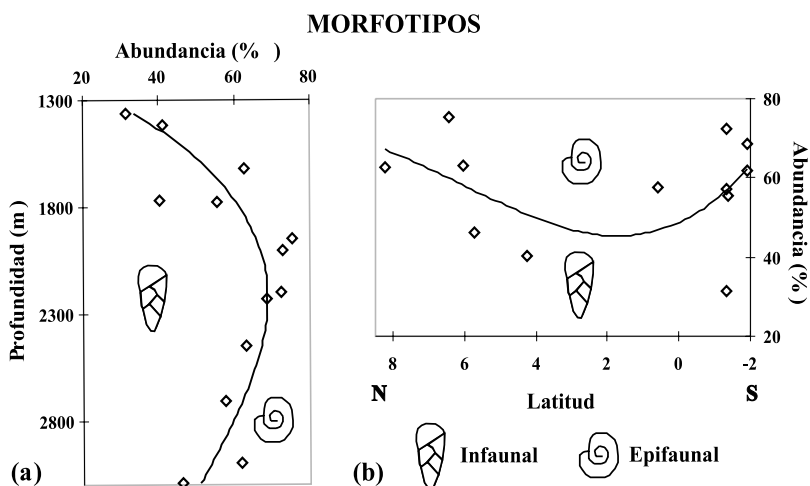 MORFOTIPOS
Abundancia (% )
20 40 60 80
1300
1800
2300
2800
Profundidad (m)
(a)
80
60
40
20
Abundancia (%)
8 6 4 2 0 -2
N S
Latitud
(b)
Infaunal
Epifaunal